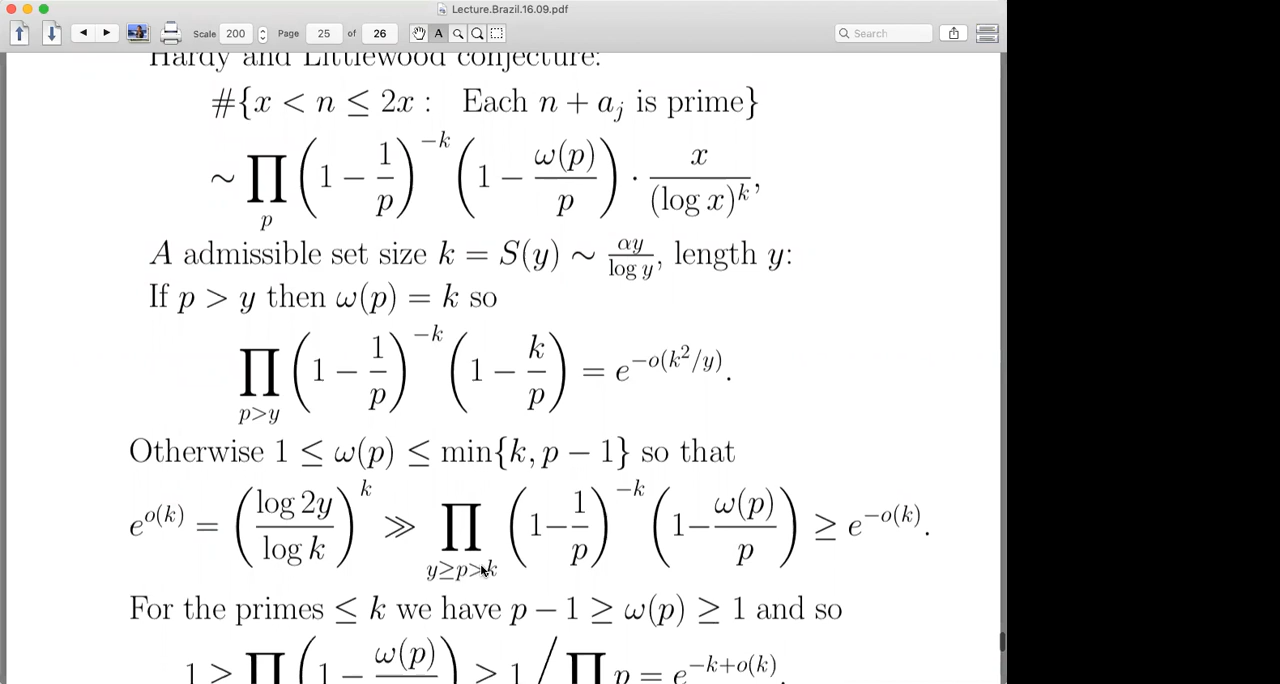 Lecture.Brazil.16.09.pdf
Scale 200 Page 25 of 26 A Search
Hardy and Littlewood conjecture:
#{x < n ≤ 2x : Each n + a_j is prime}
∼ ∏_p (1 − 1/p)^{−k} (1 − ω(p)/p) · x/(log x)^k,
A admissible set size k = S(y) ∼ αy/log y, length y:
If p > y then ω(p) = k so
∏_{p>y} (1 − 1/p)^{−k} (1 − k/p) = e^{−o(k²/y)}.
Otherwise 1 ≤ ω(p) ≤ min{k, p − 1} so that
e^{o(k)} = (log 2y/log k)^k ≫ ∏_{y≥p>k} (1−1/p)^{−k} (1−ω(p)/p) ≥ e^{−o(k)}.
For the primes ≤ k we have p − 1 ≥ ω(p) ≥ 1 and so
1 > ∏ (1 − ω(p)) > 1 / ∏ p = e^{−k+o(k)}